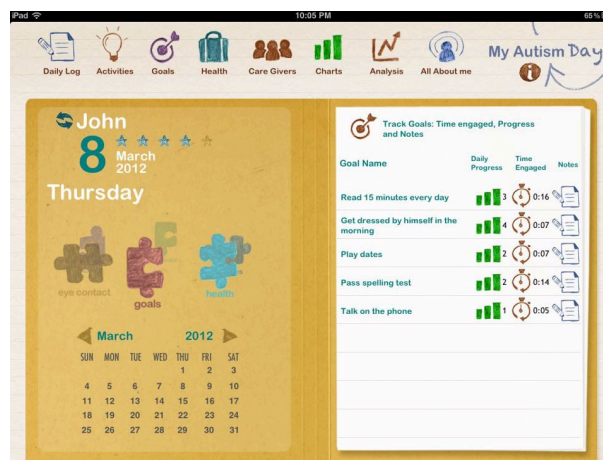 iPad 10:05 PM 65%
Daily Log Activities Goals Health Care Givers Charts Analysis All About me
My Autism Day
John
8
March
2012
Thursday
eye contact
goals
health
March 2012
SUN MON TUE WED THU FRI SAT
1 2 3
4 5 6 7 8 9 10
11 12 13 14 15 16 17
18 19 20 21 22 23 24
25 26 27 28 29 30 31
Track Goals: Time engaged, Progress
and Notes
Goal Name Daily Progress Time Engaged Notes
Read 15 minutes every day 3 0:16
Get dressed by himself in the
morning 4 0:07
Play dates 2 0:07
Pass spelling test 2 0:14
Talk on the phone 1 0:05